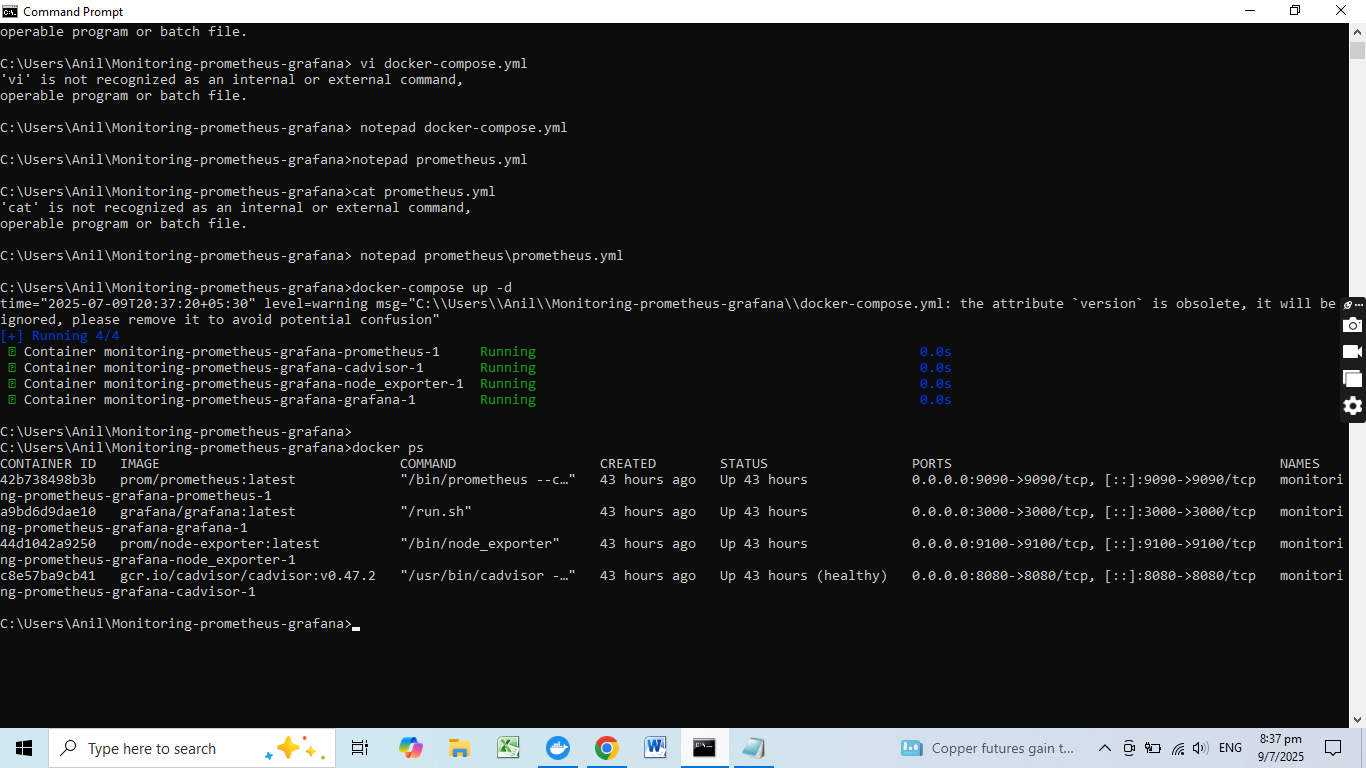 Command Prompt
operable program or batch file.
C:\Users\Anil\Monitoring-prometheus-grafana> vi docker-compose.yml
'vi' is not recognized as an internal or external command,
operable program or batch file.
C:\Users\Anil\Monitoring-prometheus-grafana> notepad docker-compose.yml
C:\Users\Anil\Monitoring-prometheus-grafana>notepad prometheus.yml
C:\Users\Anil\Monitoring-prometheus-grafana>cat prometheus.yml
'cat' is not recognized as an internal or external command,
operable program or batch file.
C:\Users\Anil\Monitoring-prometheus-grafana> notepad prometheus\prometheus.yml
C:\Users\Anil\Monitoring-prometheus-grafana>docker-compose up -d
time="2025-07-09T20:37:20+05:30" level=warning msg="C:\\Users\\Anil\\Monitoring-prometheus-grafana\\docker-compose.yml: the attribute `version` is obsolete, it will be
ignored, please remove it to avoid potential confusion"
[+] Running 4/4
Container monitoring-prometheus-grafana-prometheus-1 Running 0.0s
Container monitoring-prometheus-grafana-cadvisor-1 Running 0.0s
Container monitoring-prometheus-grafana-node_exporter-1 Running 0.0s
Container monitoring-prometheus-grafana-grafana-1 Running 0.0s
C:\Users\Anil\Monitoring-prometheus-grafana>
C:\Users\Anil\Monitoring-prometheus-grafana>docker ps
CONTAINER ID IMAGE COMMAND CREATED STATUS PORTS NAMES
42b738498b3b prom/prometheus:latest "/bin/prometheus --c…" 43 hours ago Up 43 hours 0.0.0.0:9090->9090/tcp, [::]:9090->9090/tcp monitori
ng-prometheus-grafana-prometheus-1
a9bd6d9dae10 grafana/grafana:latest "/run.sh" 43 hours ago Up 43 hours 0.0.0.0:3000->3000/tcp, [::]:3000->3000/tcp monitori
ng-prometheus-grafana-grafana-1
44d1042a9250 prom/node-exporter:latest "/bin/node_exporter" 43 hours ago Up 43 hours 0.0.0.0:9100->9100/tcp, [::]:9100->9100/tcp monitori
ng-prometheus-grafana-node_exporter-1
c8e57ba9cb41 gcr.io/cadvisor/cadvisor:v0.47.2 "/usr/bin/cadvisor -…" 43 hours ago Up 43 hours (healthy) 0.0.0.0:8080->8080/tcp, [::]:8080->8080/tcp monitori
ng-prometheus-grafana-cadvisor-1
C:\Users\Anil\Monitoring-prometheus-grafana>
Type here to search
Copper futures gain t...
ENG
8:37 pm
9/7/2025